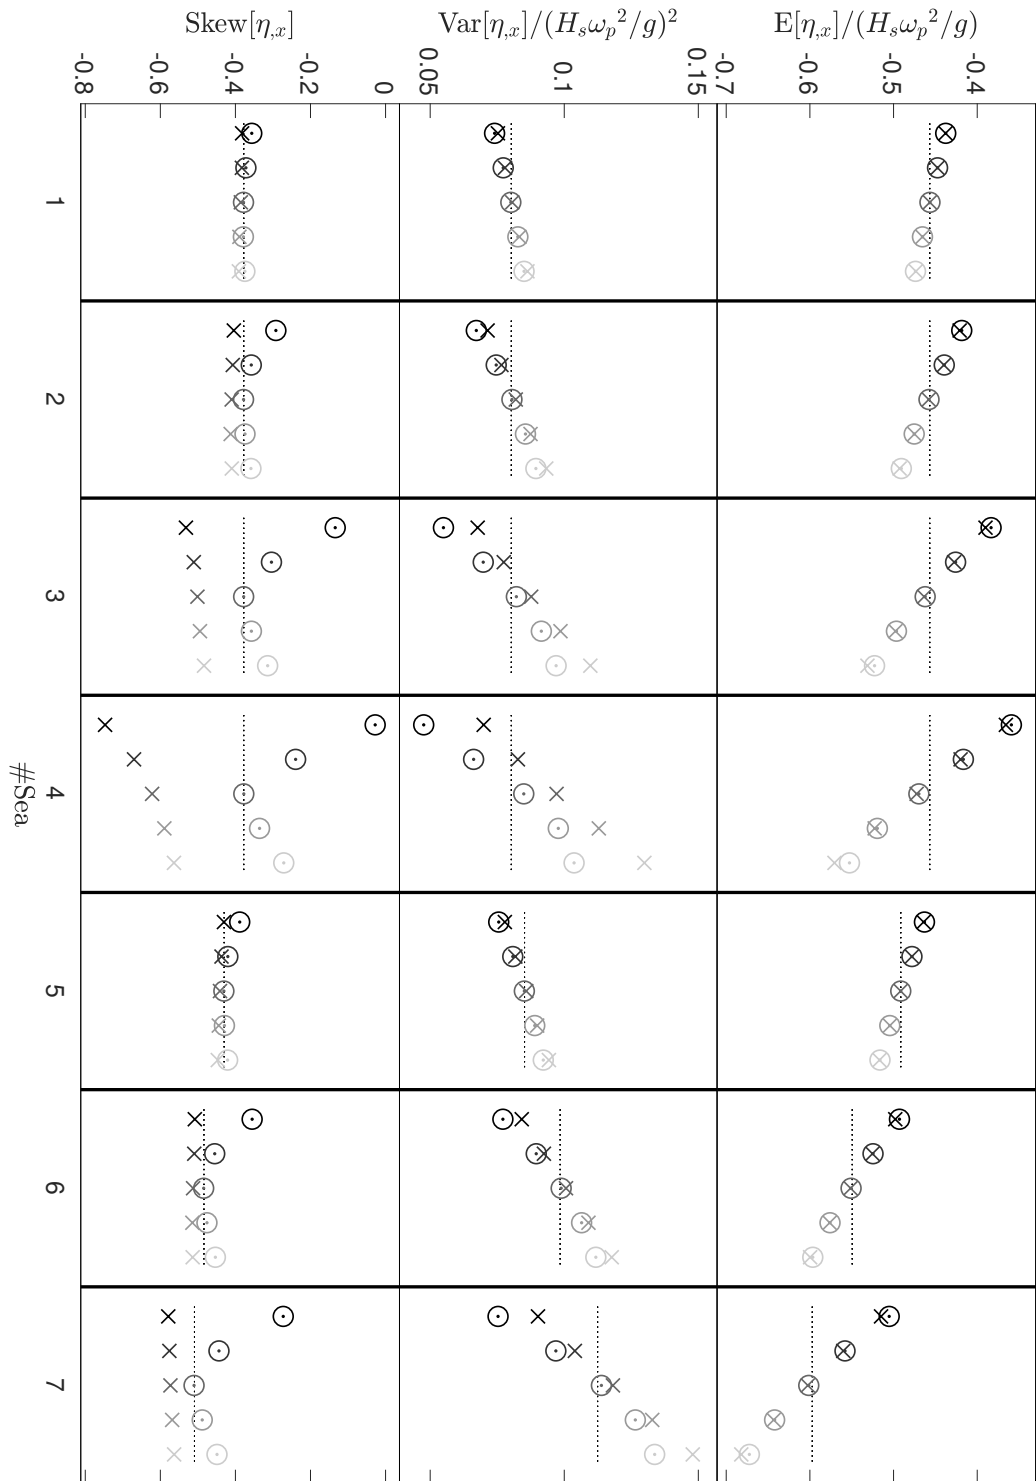 Skew[η,x]
Var[η,x]/(Hsωp²/g)²
E[η,x]/(Hsωp²/g)
-0.8 -0.6 -0.4 -0.2 0
0.05 0.1 0.15
-0.7 -0.6 -0.5 -0.4
1 2 3 4 5 6 7
#Sea